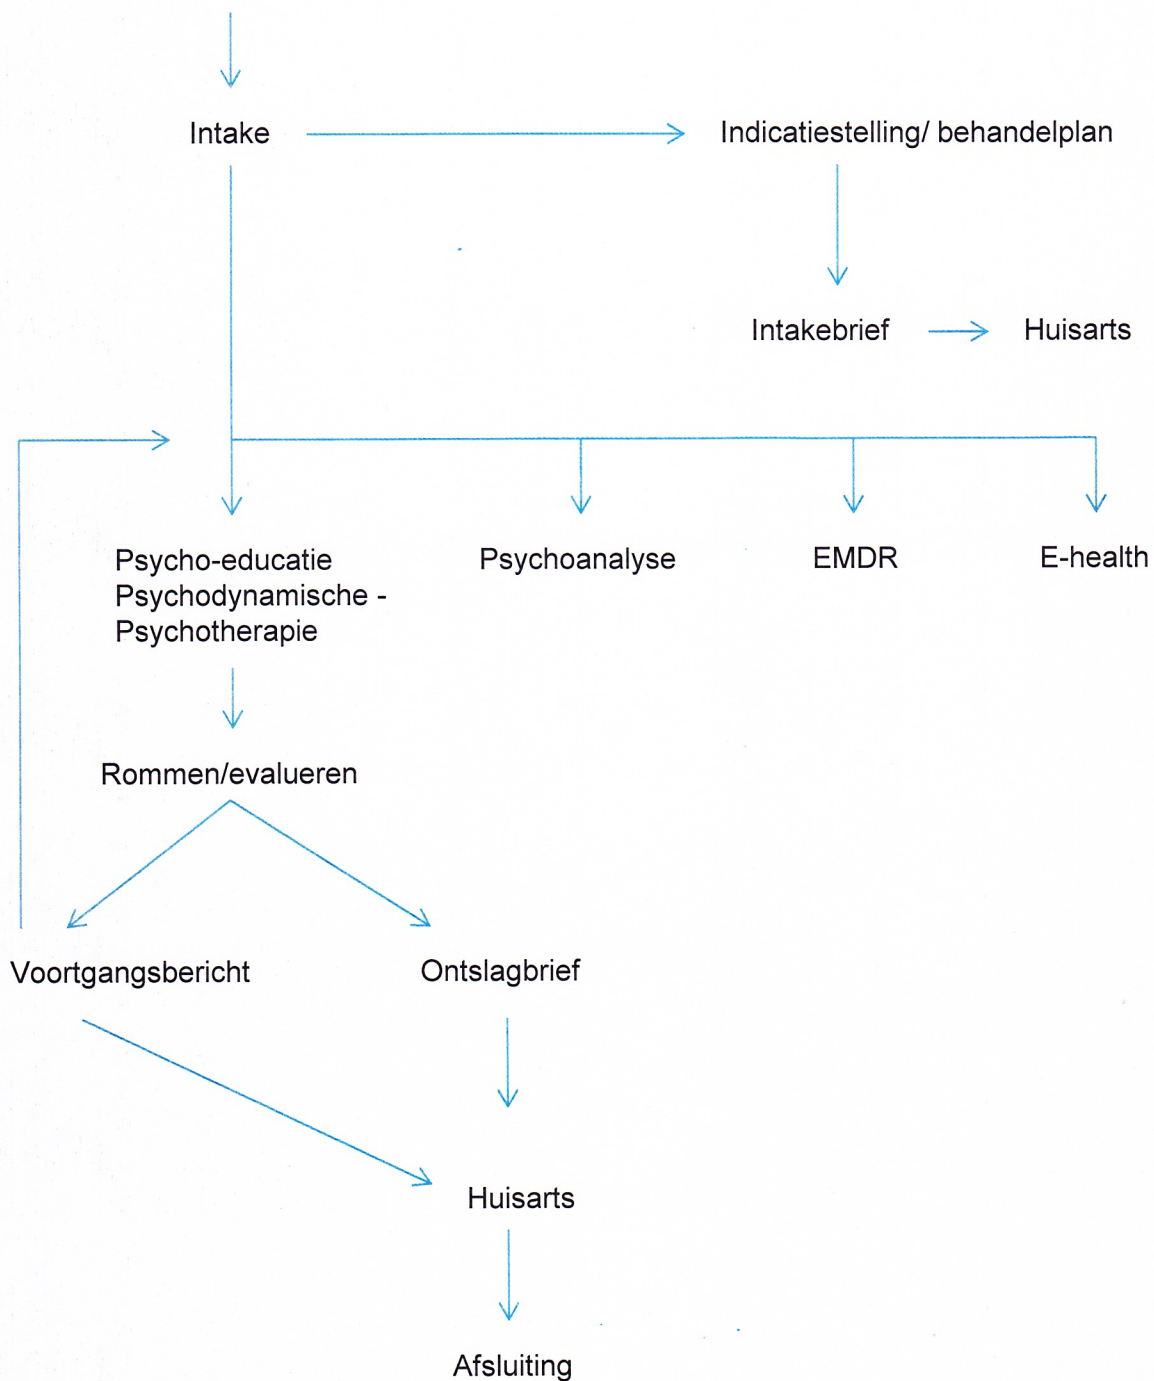 Intake
Indicatiestelling/ behandelplan
Intakebrief
Huisarts
Psycho-educatie
Psychodynamische -
Psychotherapie
Psychoanalyse
EMDR
E-health
Rommen/evalueren
Voortgangsbericht
Ontslagbrief
Huisarts
Afsluiting